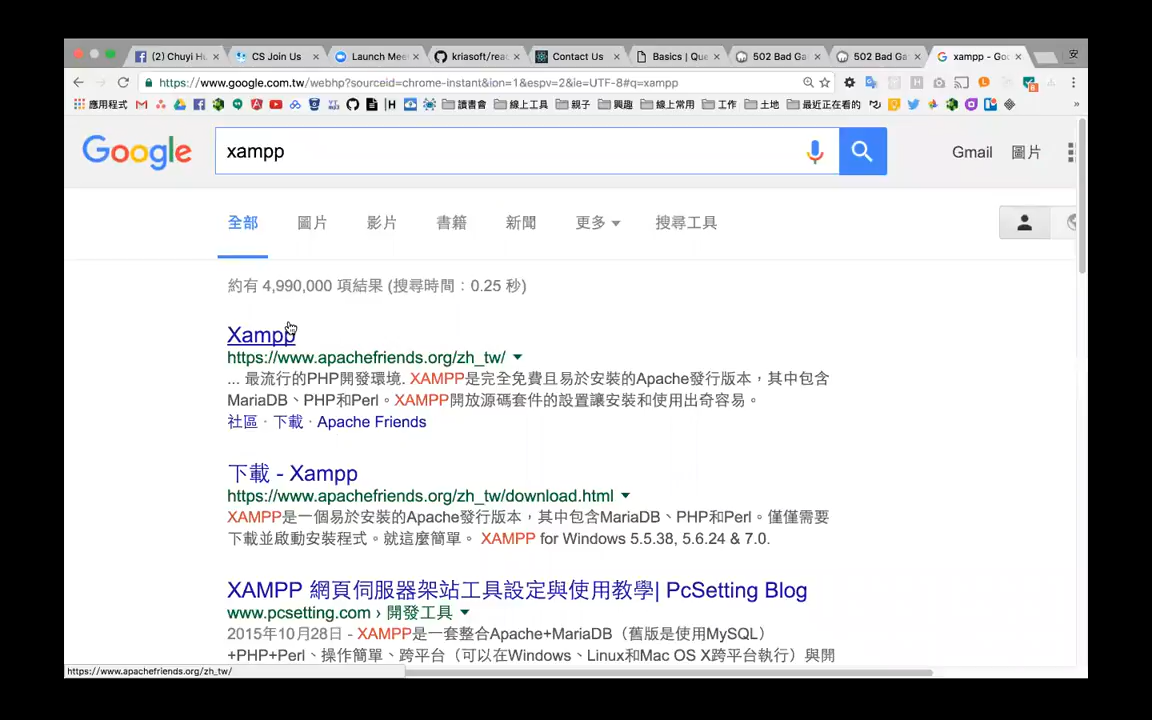 (2) Chuyi Hu
CS Join Us
Launch Mee
kriasoft/rea
Contact Us
Basics | Que
502 Bad Ga
502 Bad Ga
xampp - Goo
安
https://www.google.com.tw/webhp?sourceid=chrome-instant&ion=1&espv=2&ie=UTF-8#q=xampp
應用程式
讀書會
線上工具
親子
興趣
線上常用
工作
土地
最近正在看的
»
Google
xampp
Gmail
圖片
全部
圖片
影片
書籍
新聞
更多
搜尋工具
約有 4,990,000 項結果 (搜尋時間：0.25 秒)
Xampp
https://www.apachefriends.org/zh_tw/
... 最流行的PHP開發環境. XAMPP是完全免費且易於安裝的Apache發行版本，其中包含
MariaDB、PHP和Perl。XAMPP開放源碼套件的設置讓安裝和使用出奇容易。
社區 · 下載 · Apache Friends
下載 - Xampp
https://www.apachefriends.org/zh_tw/download.html
XAMPP是一個易於安裝的Apache發行版本，其中包含MariaDB、PHP和Perl。僅僅需要
下載並啟動安裝程式。就這麼簡單。 XAMPP for Windows 5.5.38, 5.6.24 & 7.0.
XAMPP 網頁伺服器架站工具設定與使用教學| PcSetting Blog
www.pcsetting.com › 開發工具
2015年10月28日 - XAMPP是一套整合Apache+MariaDB（舊版是使用MySQL）
+PHP+Perl、操作簡單、跨平台（可以在Windows、Linux和Mac OS X跨平台執行）與開
https://www.apachefriends.org/zh_tw/